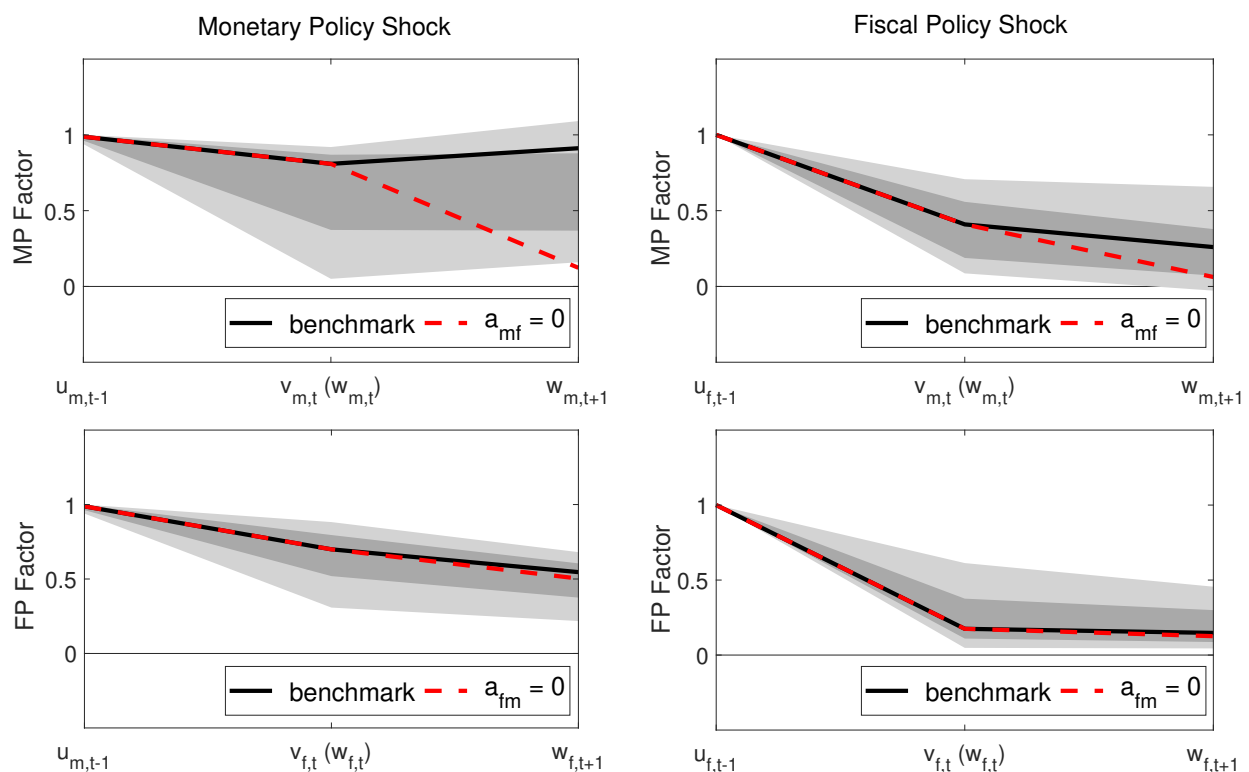 Monetary Policy Shock
MP Factor
1
0.5
0
benchmark a_mf = 0
u_m,t-1 v_m,t (w_m,t) w_m,t+1
Fiscal Policy Shock
MP Factor
1
0.5
0
benchmark a_mf = 0
u_f,t-1 v_m,t (w_m,t) w_m,t+1
FP Factor
1
0.5
0
benchmark a_fm = 0
u_m,t-1 v_f,t (w_f,t) w_f,t+1
FP Factor
1
0.5
0
benchmark a_fm = 0
u_f,t-1 v_f,t (w_f,t) w_f,t+1